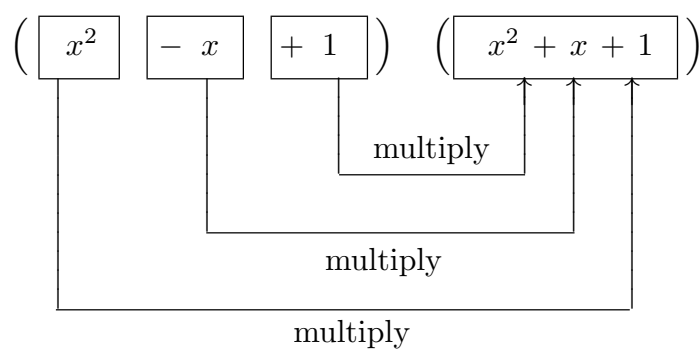 ( x² − x + 1 ) ( x² + x + 1 )
multiply
multiply
multiply